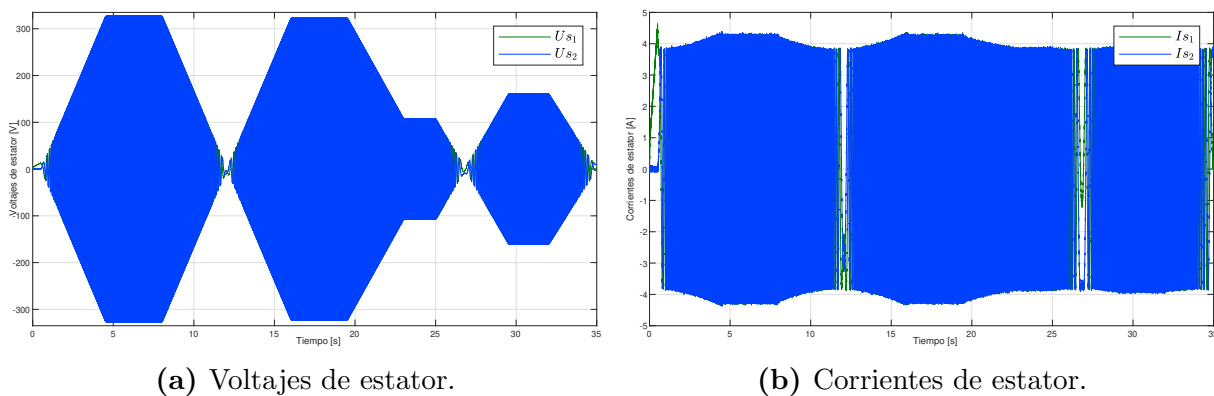 300
200
100
0
-100
-200
-300
Voltajes de estator [V]
0 5 10 15 20 25 30 35
Tiempo [s]
Us1
Us2
(a) Voltajes de estator.
5
4
3
2
1
0
-1
-2
-3
-4
-5
Corrientes de estator [A]
0 5 10 15 20 25 30 35
Tiempo [s]
Is1
Is2
(b) Corrientes de estator.